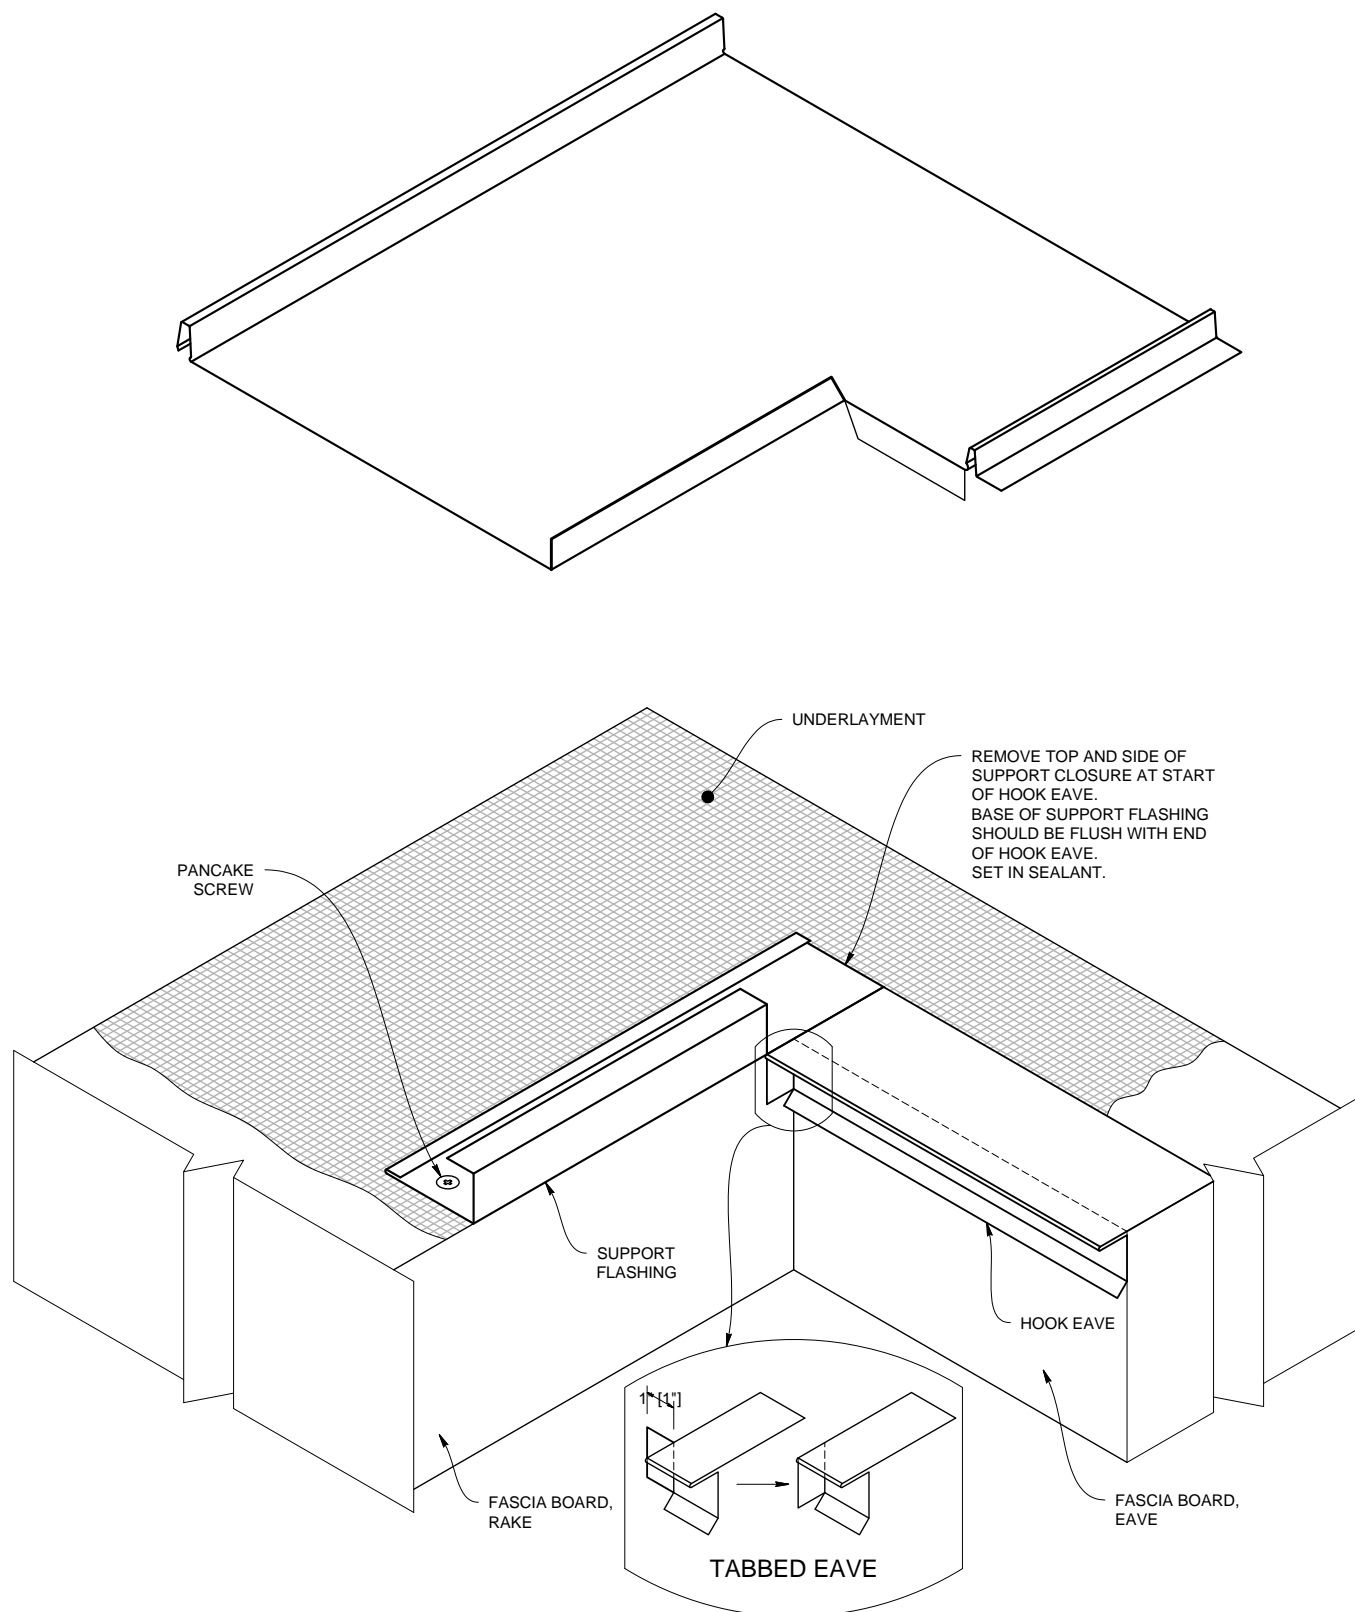 UNDERLAYMENT
REMOVE TOP AND SIDE OF
SUPPORT CLOSURE AT START
OF HOOK EAVE.
BASE OF SUPPORT FLASHING
SHOULD BE FLUSH WITH END
OF HOOK EAVE.
SET IN SEALANT.
PANCAKE
SCREW
SUPPORT
FLASHING
HOOK EAVE
1" [1"]
FASCIA BOARD,
RAKE
FASCIA BOARD,
EAVE
TABBED EAVE